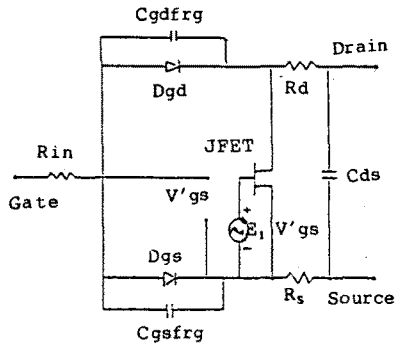 Cgdfrg
Drain
Dgd
Rd
JFET
Rin
Cds
V'gs
Gate
+
E₁
V'gs
-
Dgs
Rs
Source
Cgsfrg